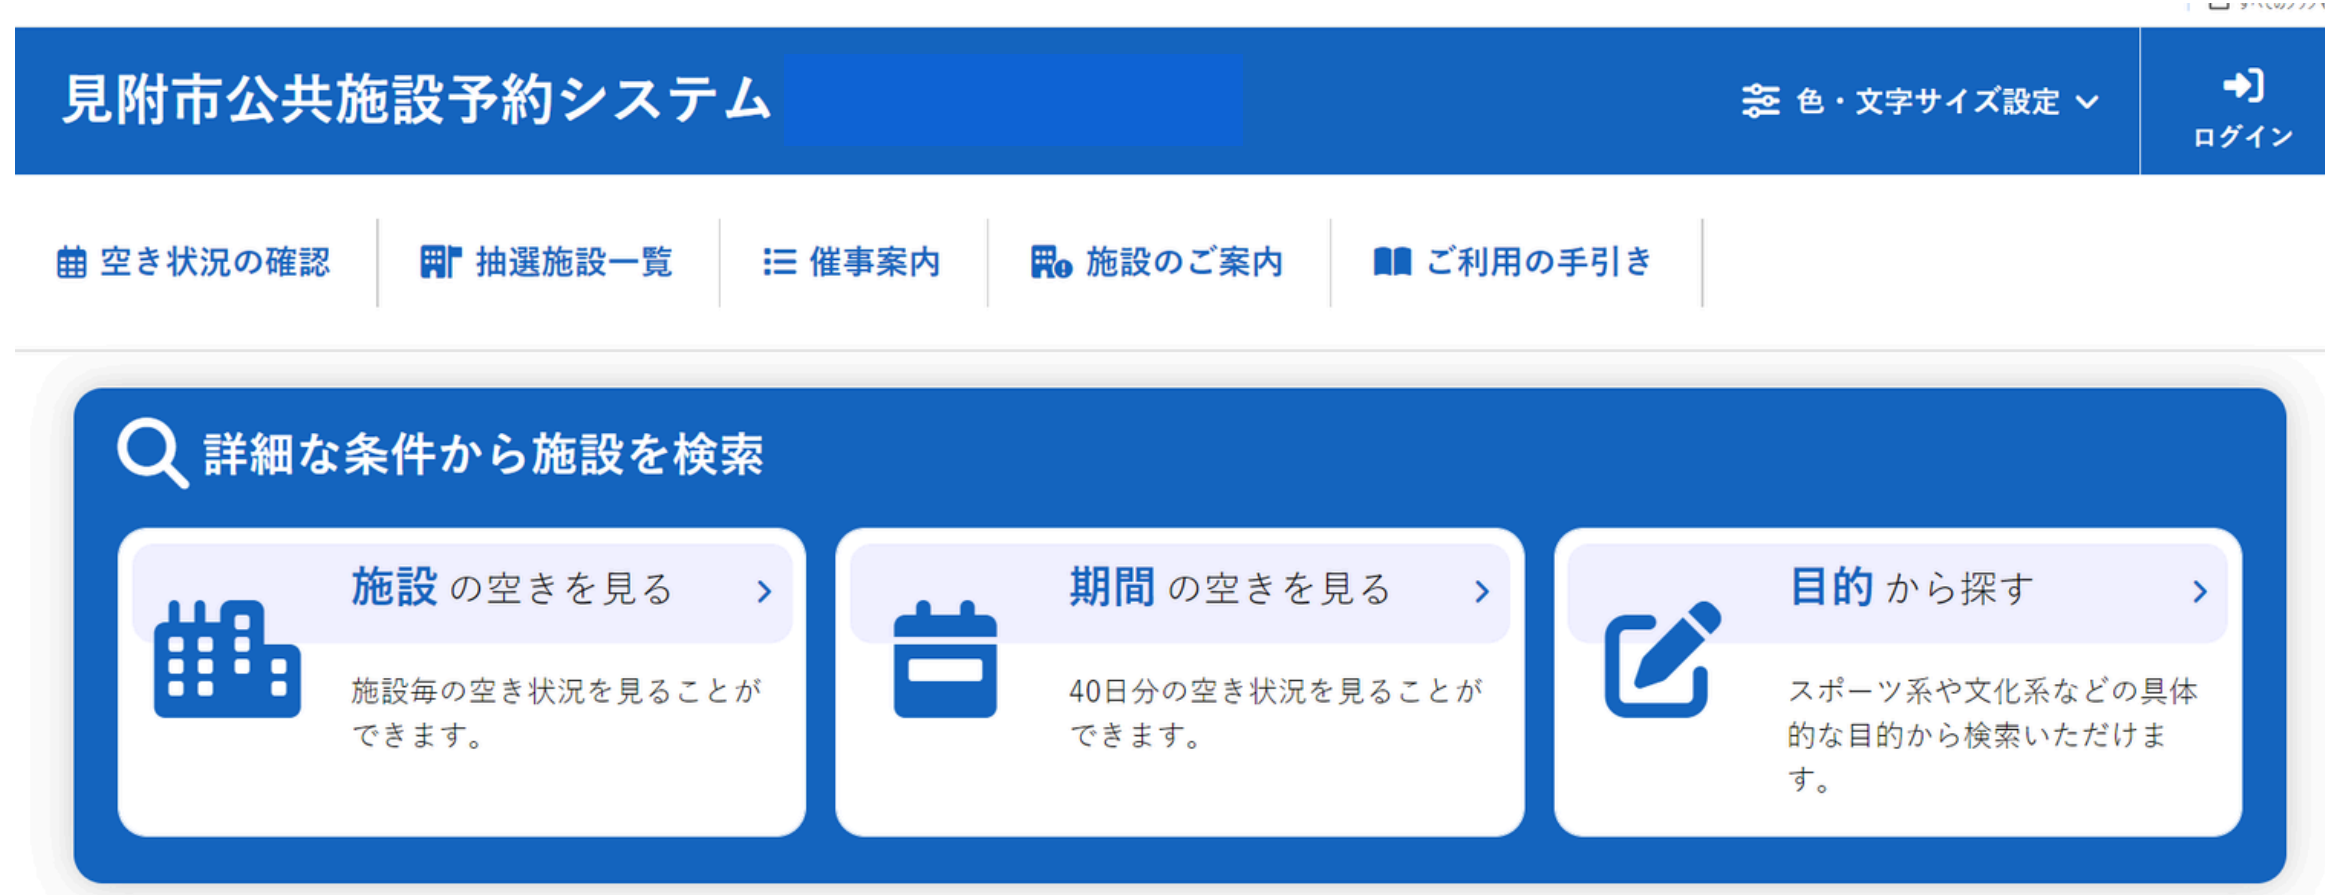 見附市公共施設予約システム
色・文字サイズ設定
ログイン
空き状況の確認
抽選施設一覧
催事案内
施設のご案内
ご利用の手引き
詳細な条件から施設を検索
施設 の空きを見る
施設毎の空き状況を見ることが
できます。
期間 の空きを見る
40日分の空き状況を見ることが
できます。
目的 から探す
スポーツ系や文化系などの具体
的な目的から検索いただけま
す。